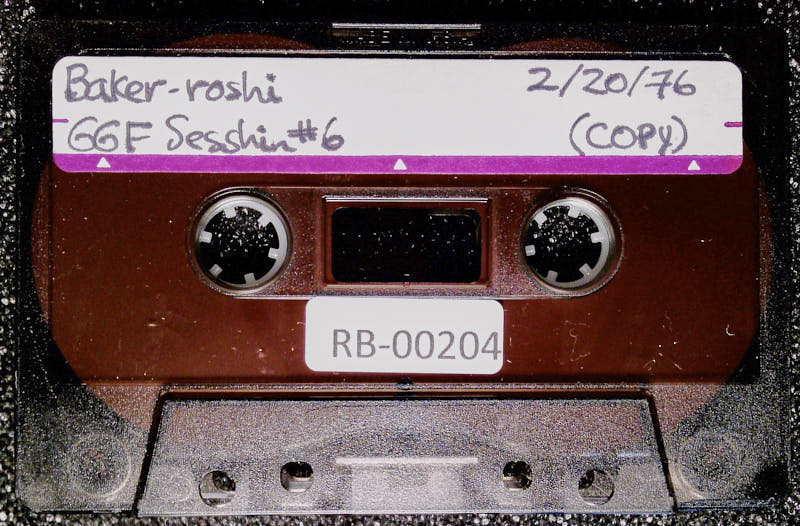 Baker-roshi 2/20/76
GGF Sesshin #6 (COPY)
RB-00204